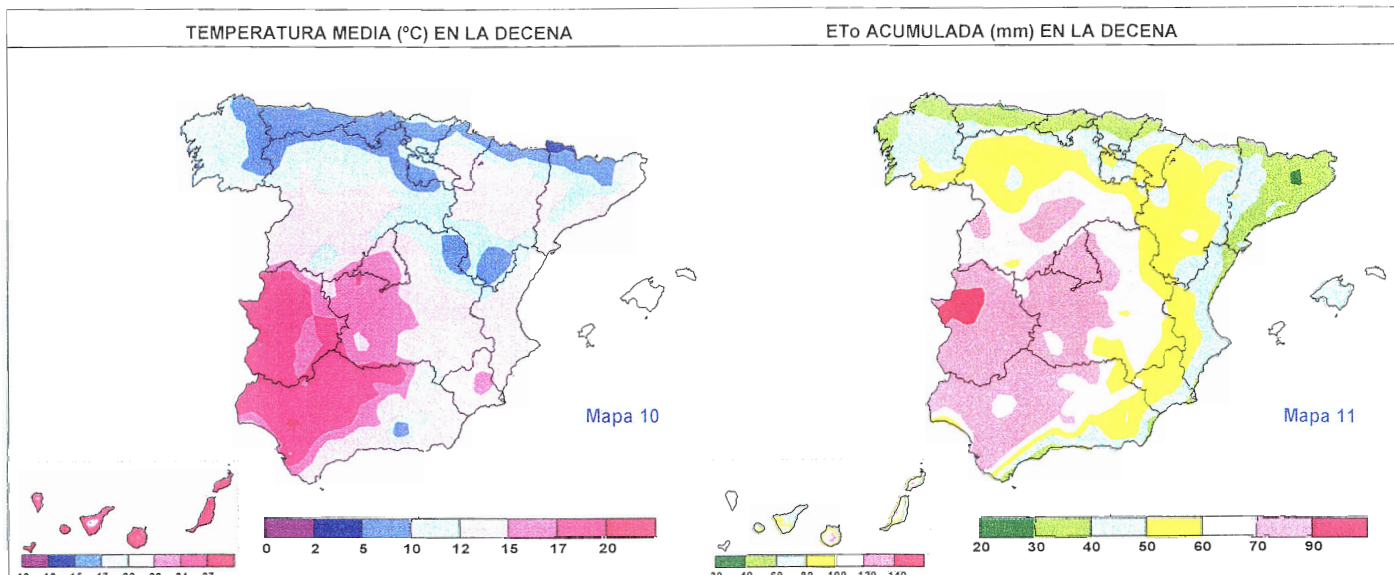 TEMPERATURA MEDIA (ºC) EN LA DECENA
ETo ACUMULADA (mm) EN LA DECENA
Mapa 10
Mapa 11
0 2 5 10 12 15 17 20
20 30 40 50 60 70 90